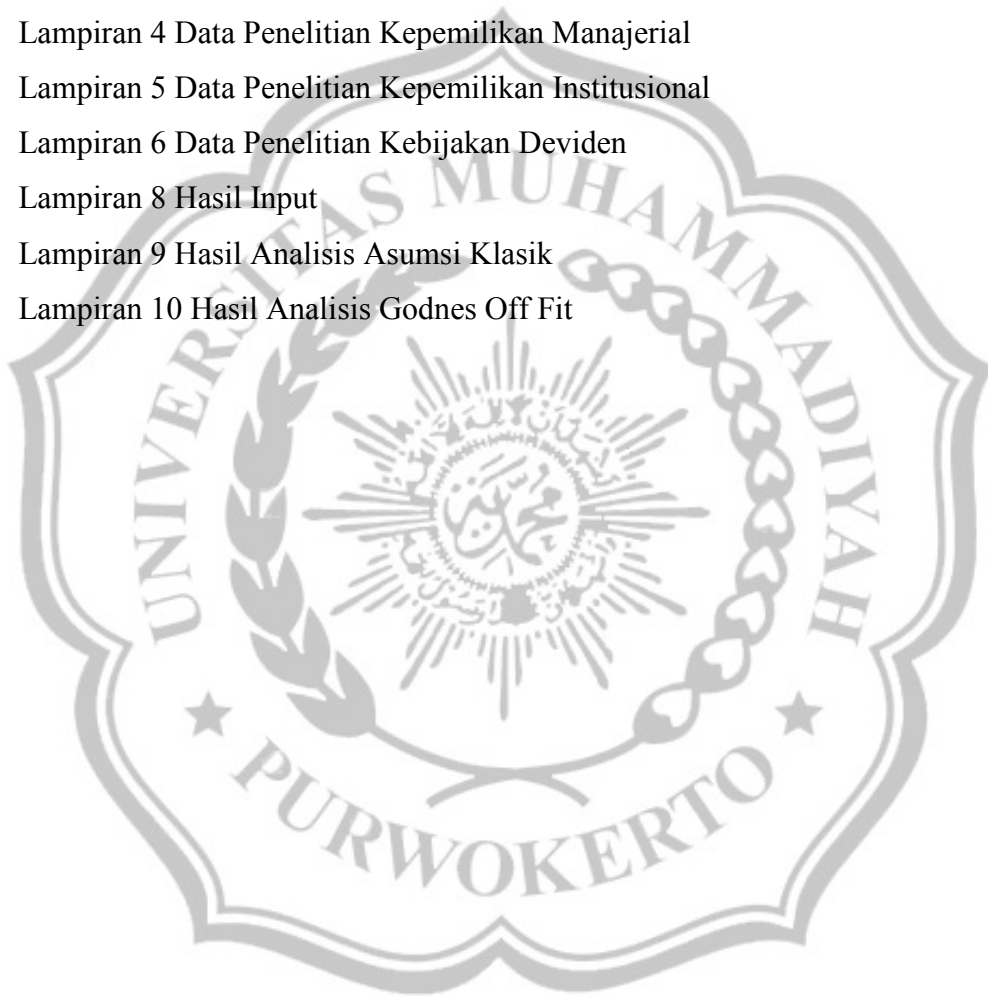 Lampiran 4 Data Penelitian Kepemilikan Manajerial
Lampiran 5 Data Penelitian Kepemilikan Institusional
Lampiran 6 Data Penelitian Kebijakan Deviden
Lampiran 8 Hasil Input
Lampiran 9 Hasil Analisis Asumsi Klasik
Lampiran 10 Hasil Analisis Godnes Off Fit
UNIVERSITAS MUHAMMADIYAH
PURWOKERTO